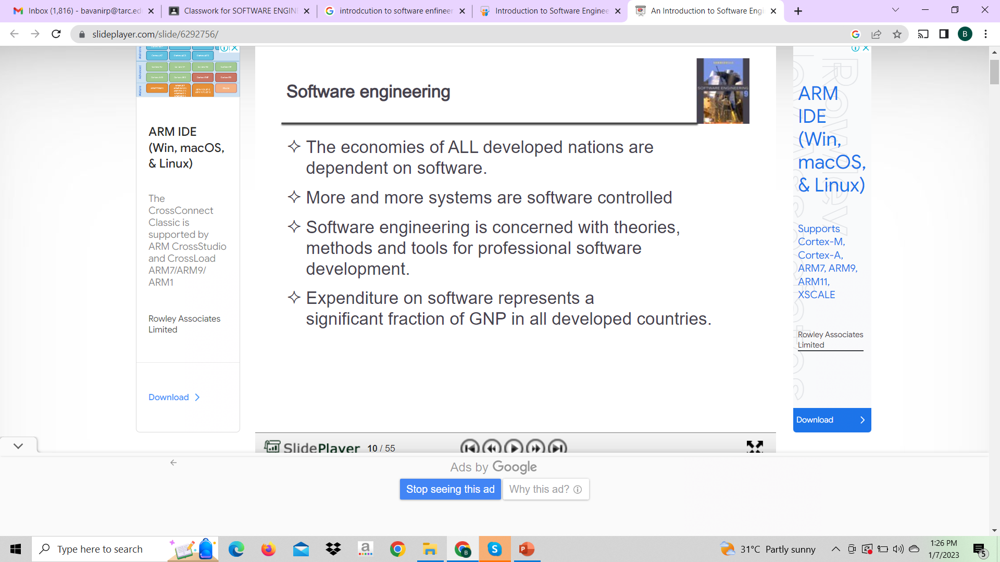 Inbox (1,816) - bavanirp@tarc.ed
Classwork for SOFTWARE ENGIN
introdcution to software enfineer
Introduction to Software Enginee
An Introduction to Software Engi
slideplayer.com/slide/6292756/
B
Advanced
Mature
ARM IDE
(Win, macOS,
& Linux)
The
CrossConnect
Classic is
supported by
ARM CrossStudio
and CrossLoad
ARM7/ARM9/
ARM1
Rowley Associates
Limited
Download
Software engineering
SOFTWARE ENGINEERING
9
✧ The economies of ALL developed nations are
dependent on software.
✧ More and more systems are software controlled
✧ Software engineering is concerned with theories,
methods and tools for professional software
development.
✧ Expenditure on software represents a
significant fraction of GNP in all developed countries.
SlidePlayer 10 / 55
ARM
IDE
(Win,
macOS,
& Linux)
Supports
Cortex-M,
Cortex-A,
ARM7, ARM9,
ARM11,
XSCALE
Rowley Associates
Limited
Download
Ads by Google
Stop seeing this ad
Why this ad?
Type here to search
31°C Partly sunny
1:26 PM
1/7/2023
5